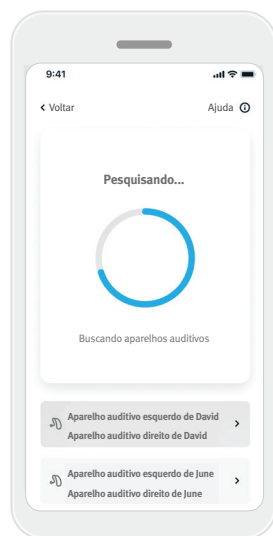 9:41
Voltar
Ajuda
Pesquisando...
Buscando aparelhos auditivos
Aparelho auditivo esquerdo de David
Aparelho auditivo direito de David
Aparelho auditivo esquerdo de June
Aparelho auditivo direito de June